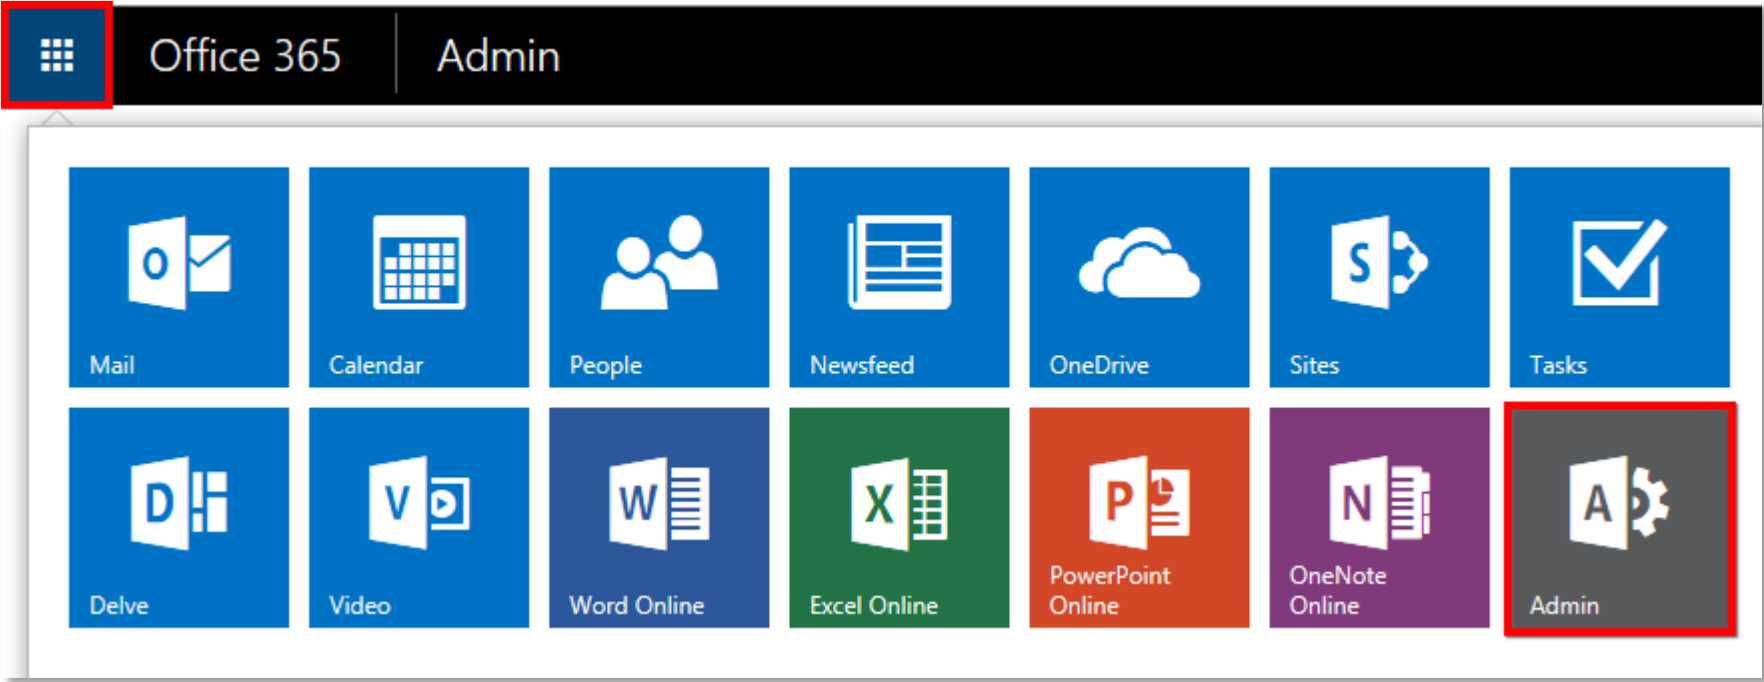 Office 365 Admin
Mail Calendar People Newsfeed OneDrive Sites Tasks
Delve Video Word Online Excel Online PowerPoint Online OneNote Online Admin